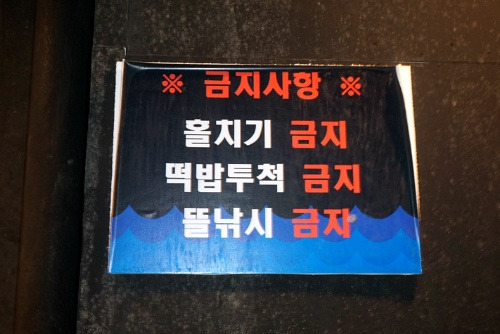 ※ 금지사항 ※
훌치기 금지
떡밥투척 금지
뜰낚시 금자